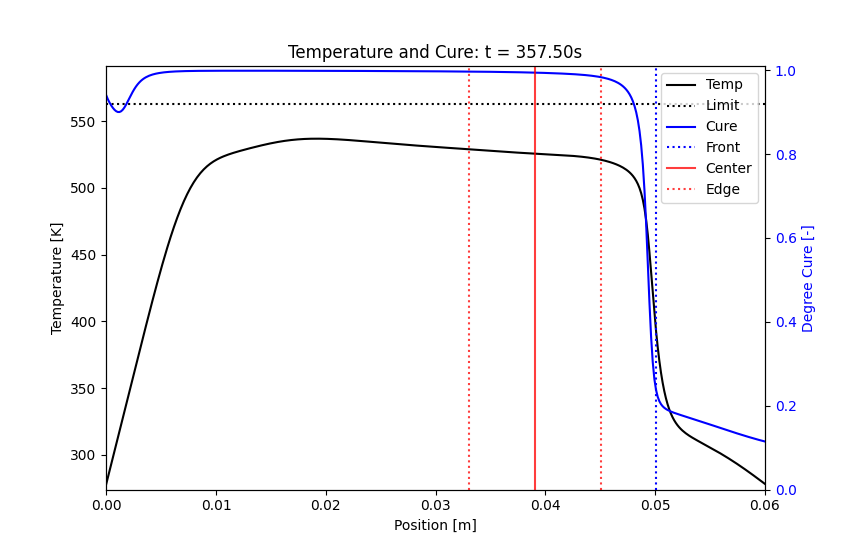 Temperature and Cure: t = 357.50s
Temp
Limit
Cure
Front
Center
Edge
Temperature [K]
550
500
450
400
350
300
Degree Cure [-]
1.0
0.8
0.6
0.4
0.2
0.0
0.00 0.01 0.02 0.03 0.04 0.05 0.06
Position [m]